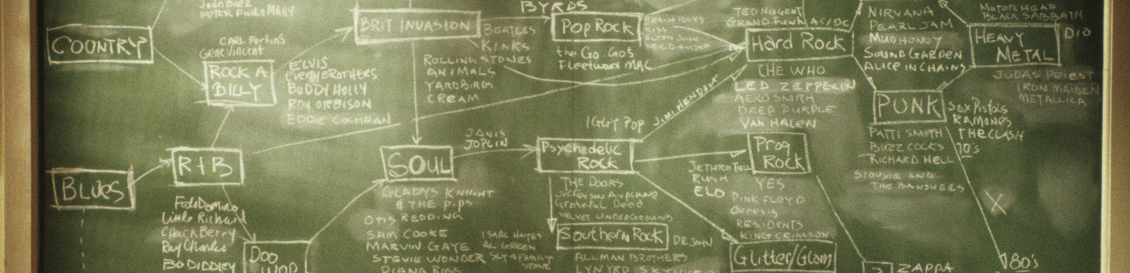 Joan Baez
PETER Paul & MARY
COUNTRY
CARL Perkins
Gene Vincent
ROCK A
BILLY
ELVIS
Everly BROTHERS
BUDDY HOLLY
ROY ORBISON
EDDIE COCHRAN
BRIT INVASION
BEATLES
KINKS
ROLLING STONES
ANIMALS
YARDBIRDS
CREAM
BYRDS
Pop Rock
the Go Go's
Fleetwood MAC
BEACH BOYS
KISS
ELTON JOHN
NEIL DIAMOND
TED NUGENT
GRAND FUNK AC/DC
Hard Rock
THE WHO
LED ZEPPELIN
AEROSMITH
DEEP PURPLE
VAN HALEN
NIRVANA
PEARL JAM
MUDHONEY
SOUNDGARDEN
ALICE IN CHAINS
MOTORHEAD
BLACK SABBATH
HEAVY
METAL
DIO
JUDAS PRIEST
IRON MAIDEN
METALLICA
PUNK
SEX PISTOLS
RAMONES
THE CLASH
70's
PATTI SMITH
BUZZCOCKS
RICHARD HELL
SIOUXSIE AND
THE BANSHEES
X
80's
BLUES
R+B
Fats Domino
Little Richard
Chuck Berry
Ray Charles
BO DIDDLEY
DOO
WOP
SOUL
GLADYS KNIGHT
& THE PIPS
OTIS REDDING
SAM COOKE
MARVIN GAYE
STEVIE WONDER
DIANA ROSS
ISAAC HAYES
AL GREEN
SLY & FAMILY
STONE
JANIS
JOPLIN
IGGY POP
JIMI HENDRIX
Psychedelic
Rock
THE DOORS
Jefferson Airplane
Grateful Dead
VELVET UNDERGROUND
Southern Rock
DR JOHN
ALLMAN BROTHERS
LYNYRD SKYNYRD
Prog
Rock
JETHRO TULL
RUSH
ELO
YES
PINK FLOYD
Genesis
RESIDENTS
KING CRIMSON
Glitter/Glam
ZAPPA